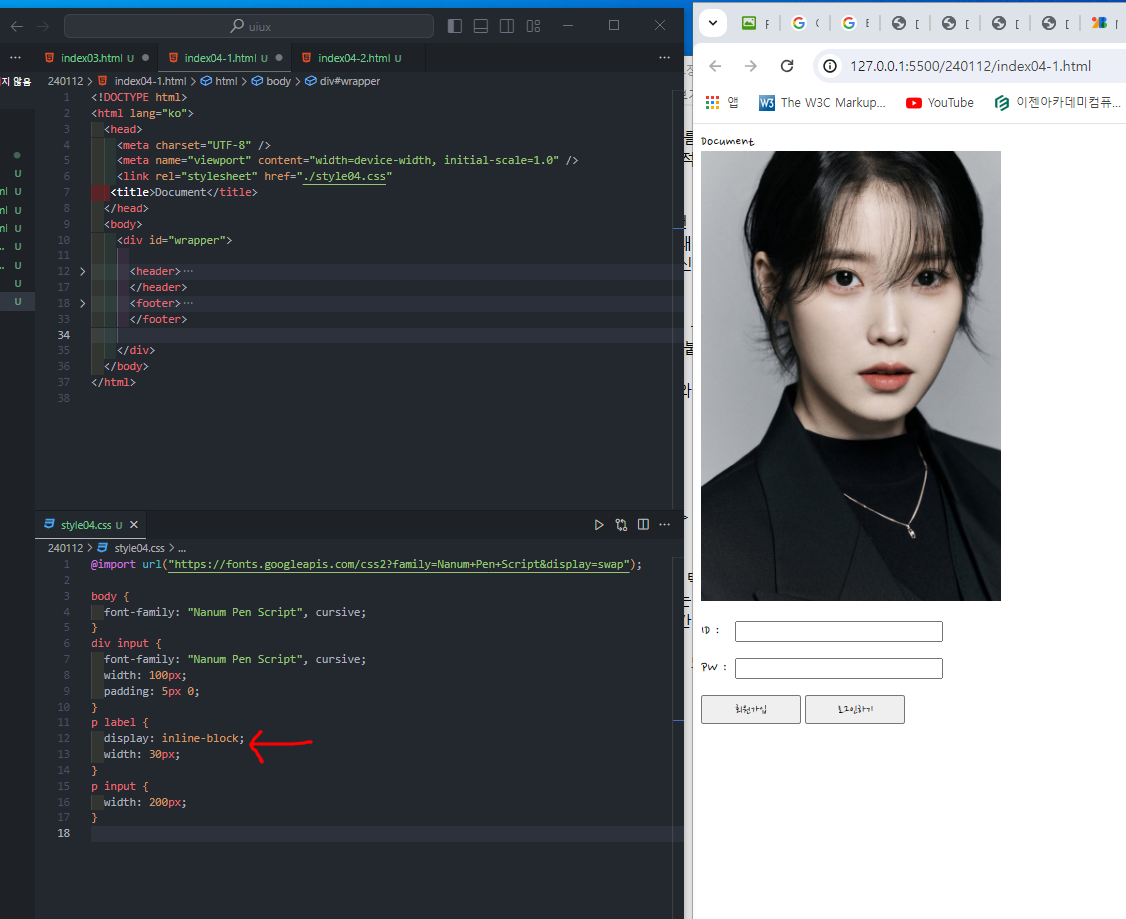 uiux
index03.html U
index04-1.html U
index04-2.html U
지 않음
240112 > index04-1.html > html > body > div#wrapper
1 <!DOCTYPE html>
2 <html lang="ko">
3 <head>
4 <meta charset="UTF-8" />
5 <meta name="viewport" content="width=device-width, initial-scale=1.0" />
6 <link rel="stylesheet" href="./style04.css"
7 <title>Document</title>
8 </head>
9 <body>
10 <div id="wrapper">
11
12 <header>…
17 </header>
18 <footer>…
33 </footer>
34
35 </div>
36 </body>
37 </html>
38
style04.css U
240112 > style04.css > ...
1 @import url("https://fonts.googleapis.com/css2?family=Nanum+Pen+Script&display=swap");
2
3 body {
4 font-family: "Nanum Pen Script", cursive;
5 }
6 div input {
7 font-family: "Nanum Pen Script", cursive;
8 width: 100px;
9 padding: 5px 0;
10 }
11 p label {
12 display: inline-block;
13 width: 30px;
14 }
15 p input {
16 width: 200px;
17 }
18
127.0.0.1:5500/240112/index04-1.html
앱
The W3C Markup...
YouTube
이젠아카데미컴퓨...
Document
ID :
PW :
회원가입
로그인하기